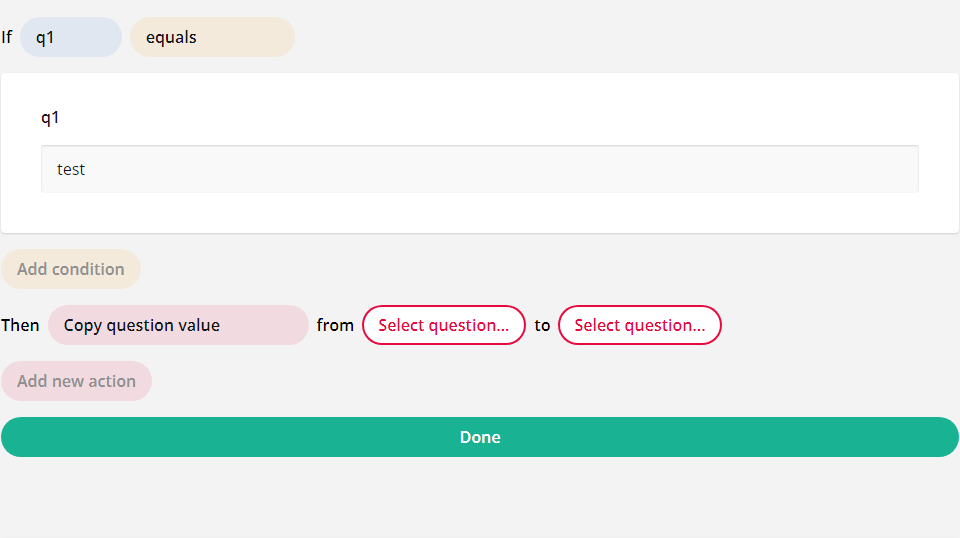 If q1 equals
q1
test
Add condition
Then Copy question value from Select question... to Select question...
Add new action
Done